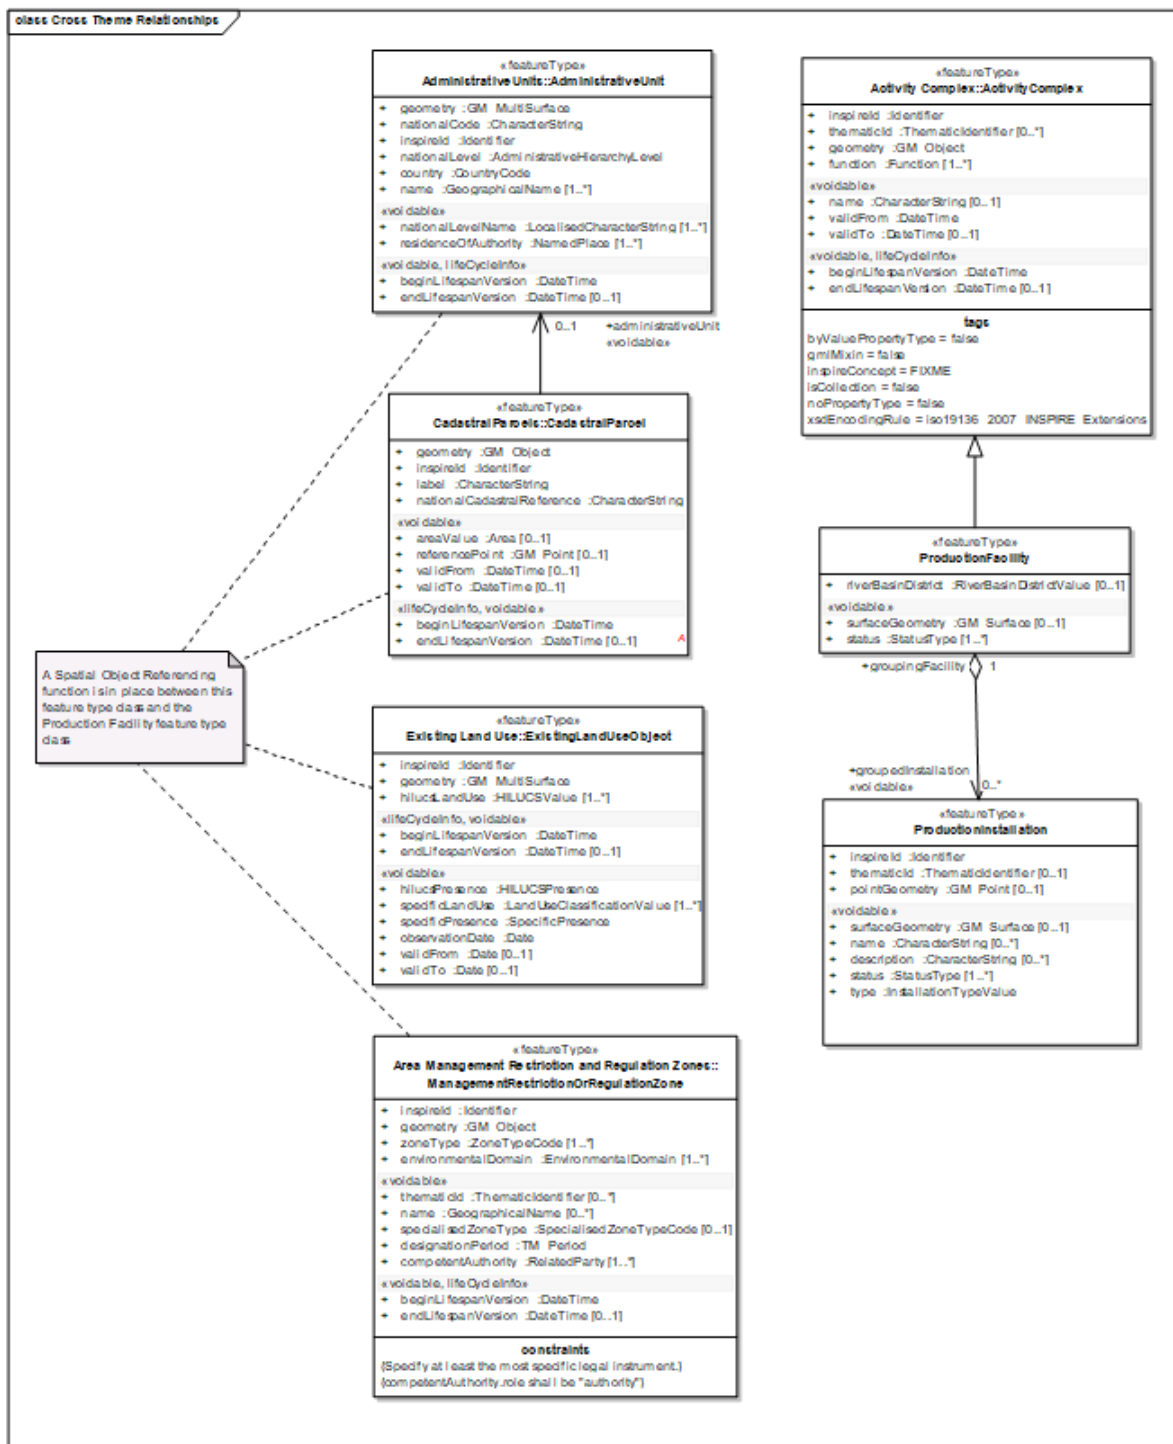 class Cross Theme Relationships
«featureType»
AdministrativeUnits::AdministrativeUnit
+ geometry :GM_MultiSurface
+ nationalCode :CharacterString
+ inspireId :Identifier
+ nationalLevel :AdministrativeHierarchyLevel
+ country :CountryCode
+ name :GeographicalName [1..*]
«voidable»
+ nationalLevelName :LocalisedCharacterString [1..*]
+ residenceOfAuthority :NamedPlace [1..*]
«voidable, lifeCycleInfo»
+ beginLifespanVersion :DateTime
+ endLifespanVersion :DateTime [0..1]
0..1 +administrativeUnit
«voidable»
«featureType»
CadastralParcels::CadastralParcel
+ geometry :GM_Object
+ inspireId :Identifier
+ label :CharacterString
+ nationalCadastralReference :CharacterString
«voidable»
+ areaValue :Area [0..1]
+ referencePoint :GM_Point [0..1]
+ validFrom :DateTime [0..1]
+ validTo :DateTime [0..1]
«lifeCycleInfo, voidable»
+ beginLifespanVersion :DateTime
+ endLifespanVersion :DateTime [0..1]
A
A Spatial Object Referencing
function is in place between this
feature type class and the
Production Facility feature type
class
«featureType»
Existing Land Use::ExistingLandUseObject
+ inspireId :Identifier
+ geometry :GM_MultiSurface
+ hilucsLandUse :HILUCSValue [1..*]
«lifeCycleInfo, voidable»
+ beginLifespanVersion :DateTime
+ endLifespanVersion :DateTime [0..1]
«voidable»
+ hilucsPresence :HILUCSPresence
+ specificLandUse :LandUseClassificationValue [1..*]
+ specificPresence :SpecificPresence
+ observationDate :Date
+ validFrom :Date [0..1]
+ validTo :Date [0..1]
«featureType»
Area Management Restriction and Regulation Zones::
ManagementRestrictionOrRegulationZone
+ inspireId :Identifier
+ geometry :GM_Object
+ zoneType :ZoneTypeCode [1..*]
+ environmentalDomain :EnvironmentalDomain [1..*]
«voidable»
+ thematicId :ThematicIdentifier [0..*]
+ name :GeographicalName [0..*]
+ specialisedZoneType :SpecialisedZoneTypeCode [0..1]
+ designationPeriod :TM_Period
+ competentAuthority :RelatedParty [1..*]
«voidable, lifeCycleInfo»
+ beginLifespanVersion :DateTime
+ endLifespanVersion :DateTime [0..1]
constraints
{Specify at least the most specific legal instrument.}
{competentAuthority.role shall be "authority"}
«featureType»
Activity Complex::ActivityComplex
+ inspireId :Identifier
+ thematicId :ThematicIdentifier [0..*]
+ geometry :GM_Object
+ function :Function [1..*]
«voidable»
+ name :CharacterString [0..1]
+ validFrom :DateTime
+ validTo :DateTime [0..1]
«voidable, lifeCycleInfo»
+ beginLifespanVersion :DateTime
+ endLifespanVersion :DateTime [0..1]
tags
byValuePropertyType = false
gmlMixin = false
inspireConcept = FIXME
isCollection = false
noPropertyType = false
xsdEncodingRule = iso19136_2007_INSPIRE_Extensions
«featureType»
ProductionFacility
+ riverBasinDistrict :RiverBasinDistrictValue [0..1]
«voidable»
+ surfaceGeometry :GM_Surface [0..1]
+ status :StatusType [1..*]
+groupingFacility 1
+groupedInstallation
«voidable» 0..*
«featureType»
ProductionInstallation
+ inspireId :Identifier
+ thematicId :ThematicIdentifier [0..1]
+ pointGeometry :GM_Point [0..1]
«voidable»
+ surfaceGeometry :GM_Surface [0..1]
+ name :CharacterString [0..*]
+ description :CharacterString [0..*]
+ status :StatusType [1..*]
+ type :InstallationTypeValue